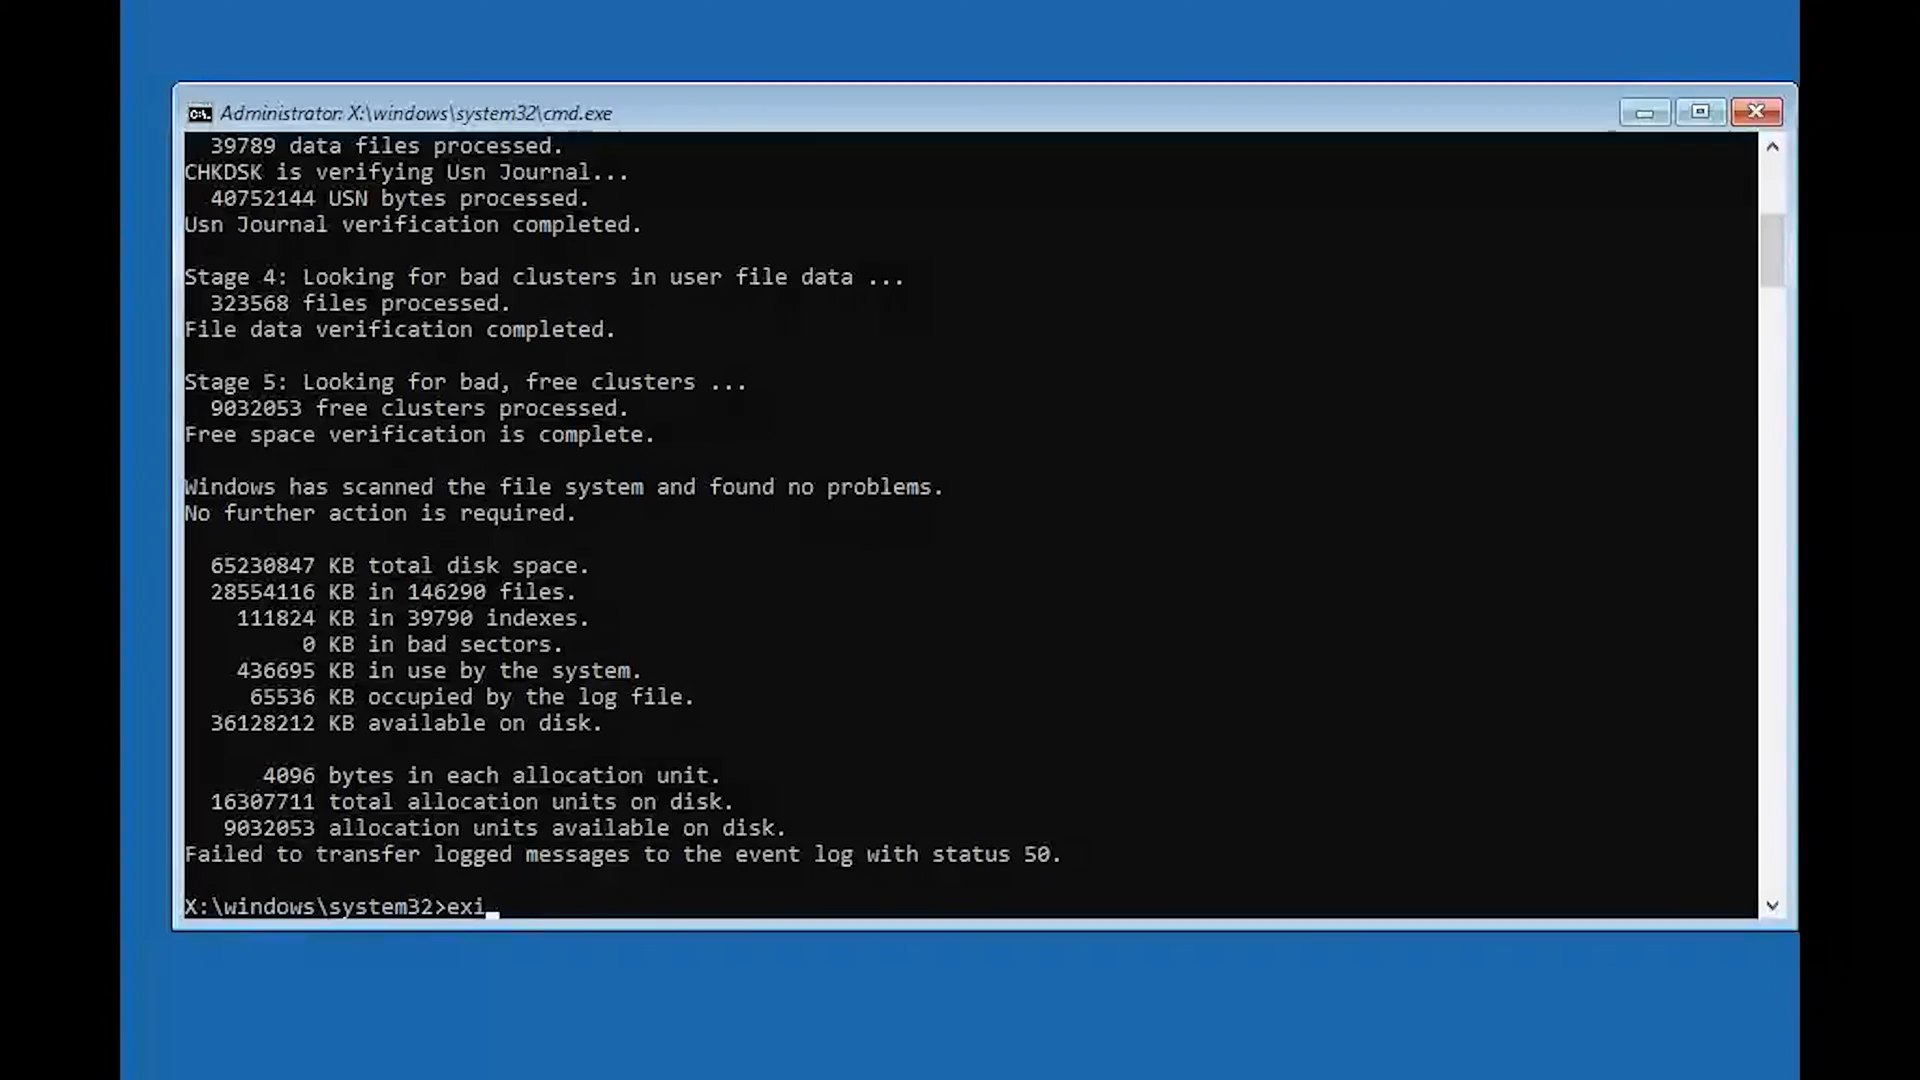 Administrator: X:\windows\system32\cmd.exe
39789 data files processed.
CHKDSK is verifying Usn Journal...
40752144 USN bytes processed.
Usn Journal verification completed.
Stage 4: Looking for bad clusters in user file data ...
323568 files processed.
File data verification completed.
Stage 5: Looking for bad, free clusters ...
9032053 free clusters processed.
Free space verification is complete.
Windows has scanned the file system and found no problems.
No further action is required.
65230847 KB total disk space.
28554116 KB in 146290 files.
111824 KB in 39790 indexes.
0 KB in bad sectors.
436695 KB in use by the system.
65536 KB occupied by the log file.
36128212 KB available on disk.
4096 bytes in each allocation unit.
16307711 total allocation units on disk.
9032053 allocation units available on disk.
Failed to transfer logged messages to the event log with status 50.
X:\windows\system32>exi